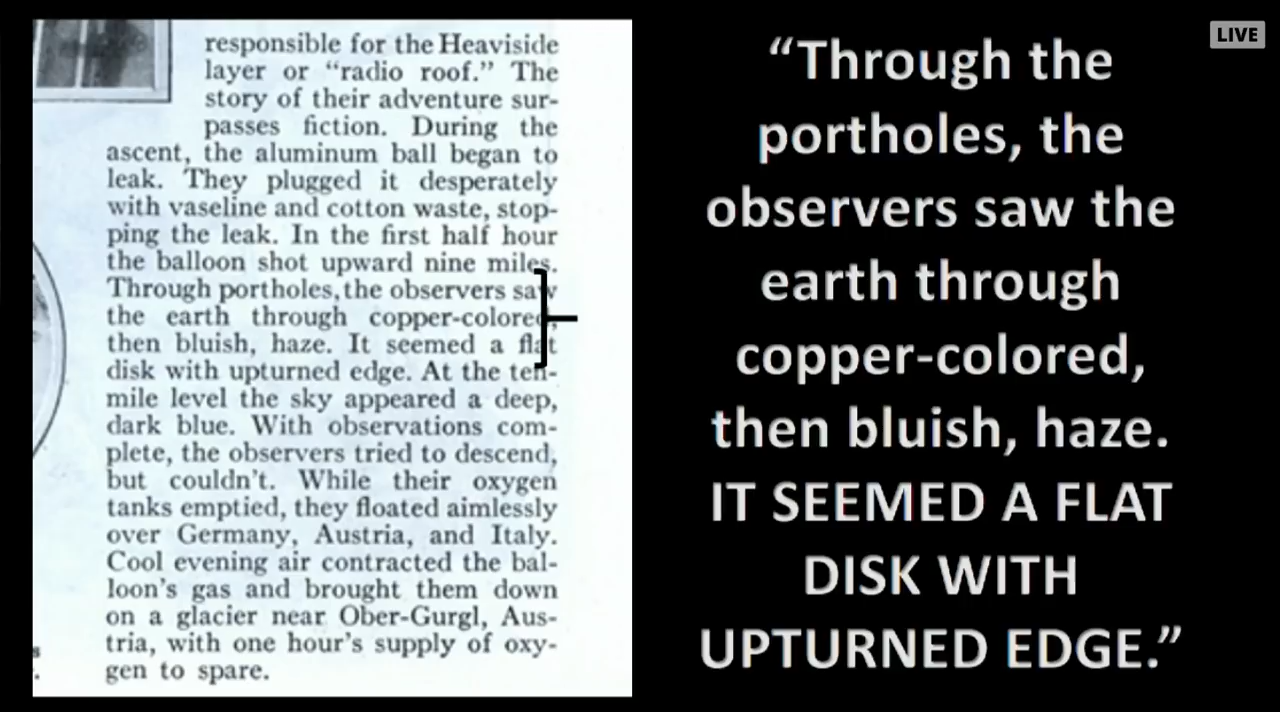 responsible for the Heaviside
layer or “radio roof.” The
story of their adventure sur-
passes fiction. During the
ascent, the aluminum ball began to
leak. They plugged it desperately
with vaseline and cotton waste, stop-
ping the leak. In the first half hour
the balloon shot upward nine miles.
Through portholes, the observers saw
the earth through copper-colored,
then bluish, haze. It seemed a flat
disk with upturned edge. At the ten-
mile level the sky appeared a deep,
dark blue. With observations com-
plete, the observers tried to descend,
but couldn't. While their oxygen
tanks emptied, they floated aimlessly
over Germany, Austria, and Italy.
Cool evening air contracted the bal-
loon's gas and brought them down
on a glacier near Ober-Gurgl, Aus-
tria, with one hour's supply of oxy-
gen to spare.
“Through the
portholes, the
observers saw the
earth through
copper-colored,
then bluish, haze.
IT SEEMED A FLAT
DISK WITH
UPTURNED EDGE.”
LIVE